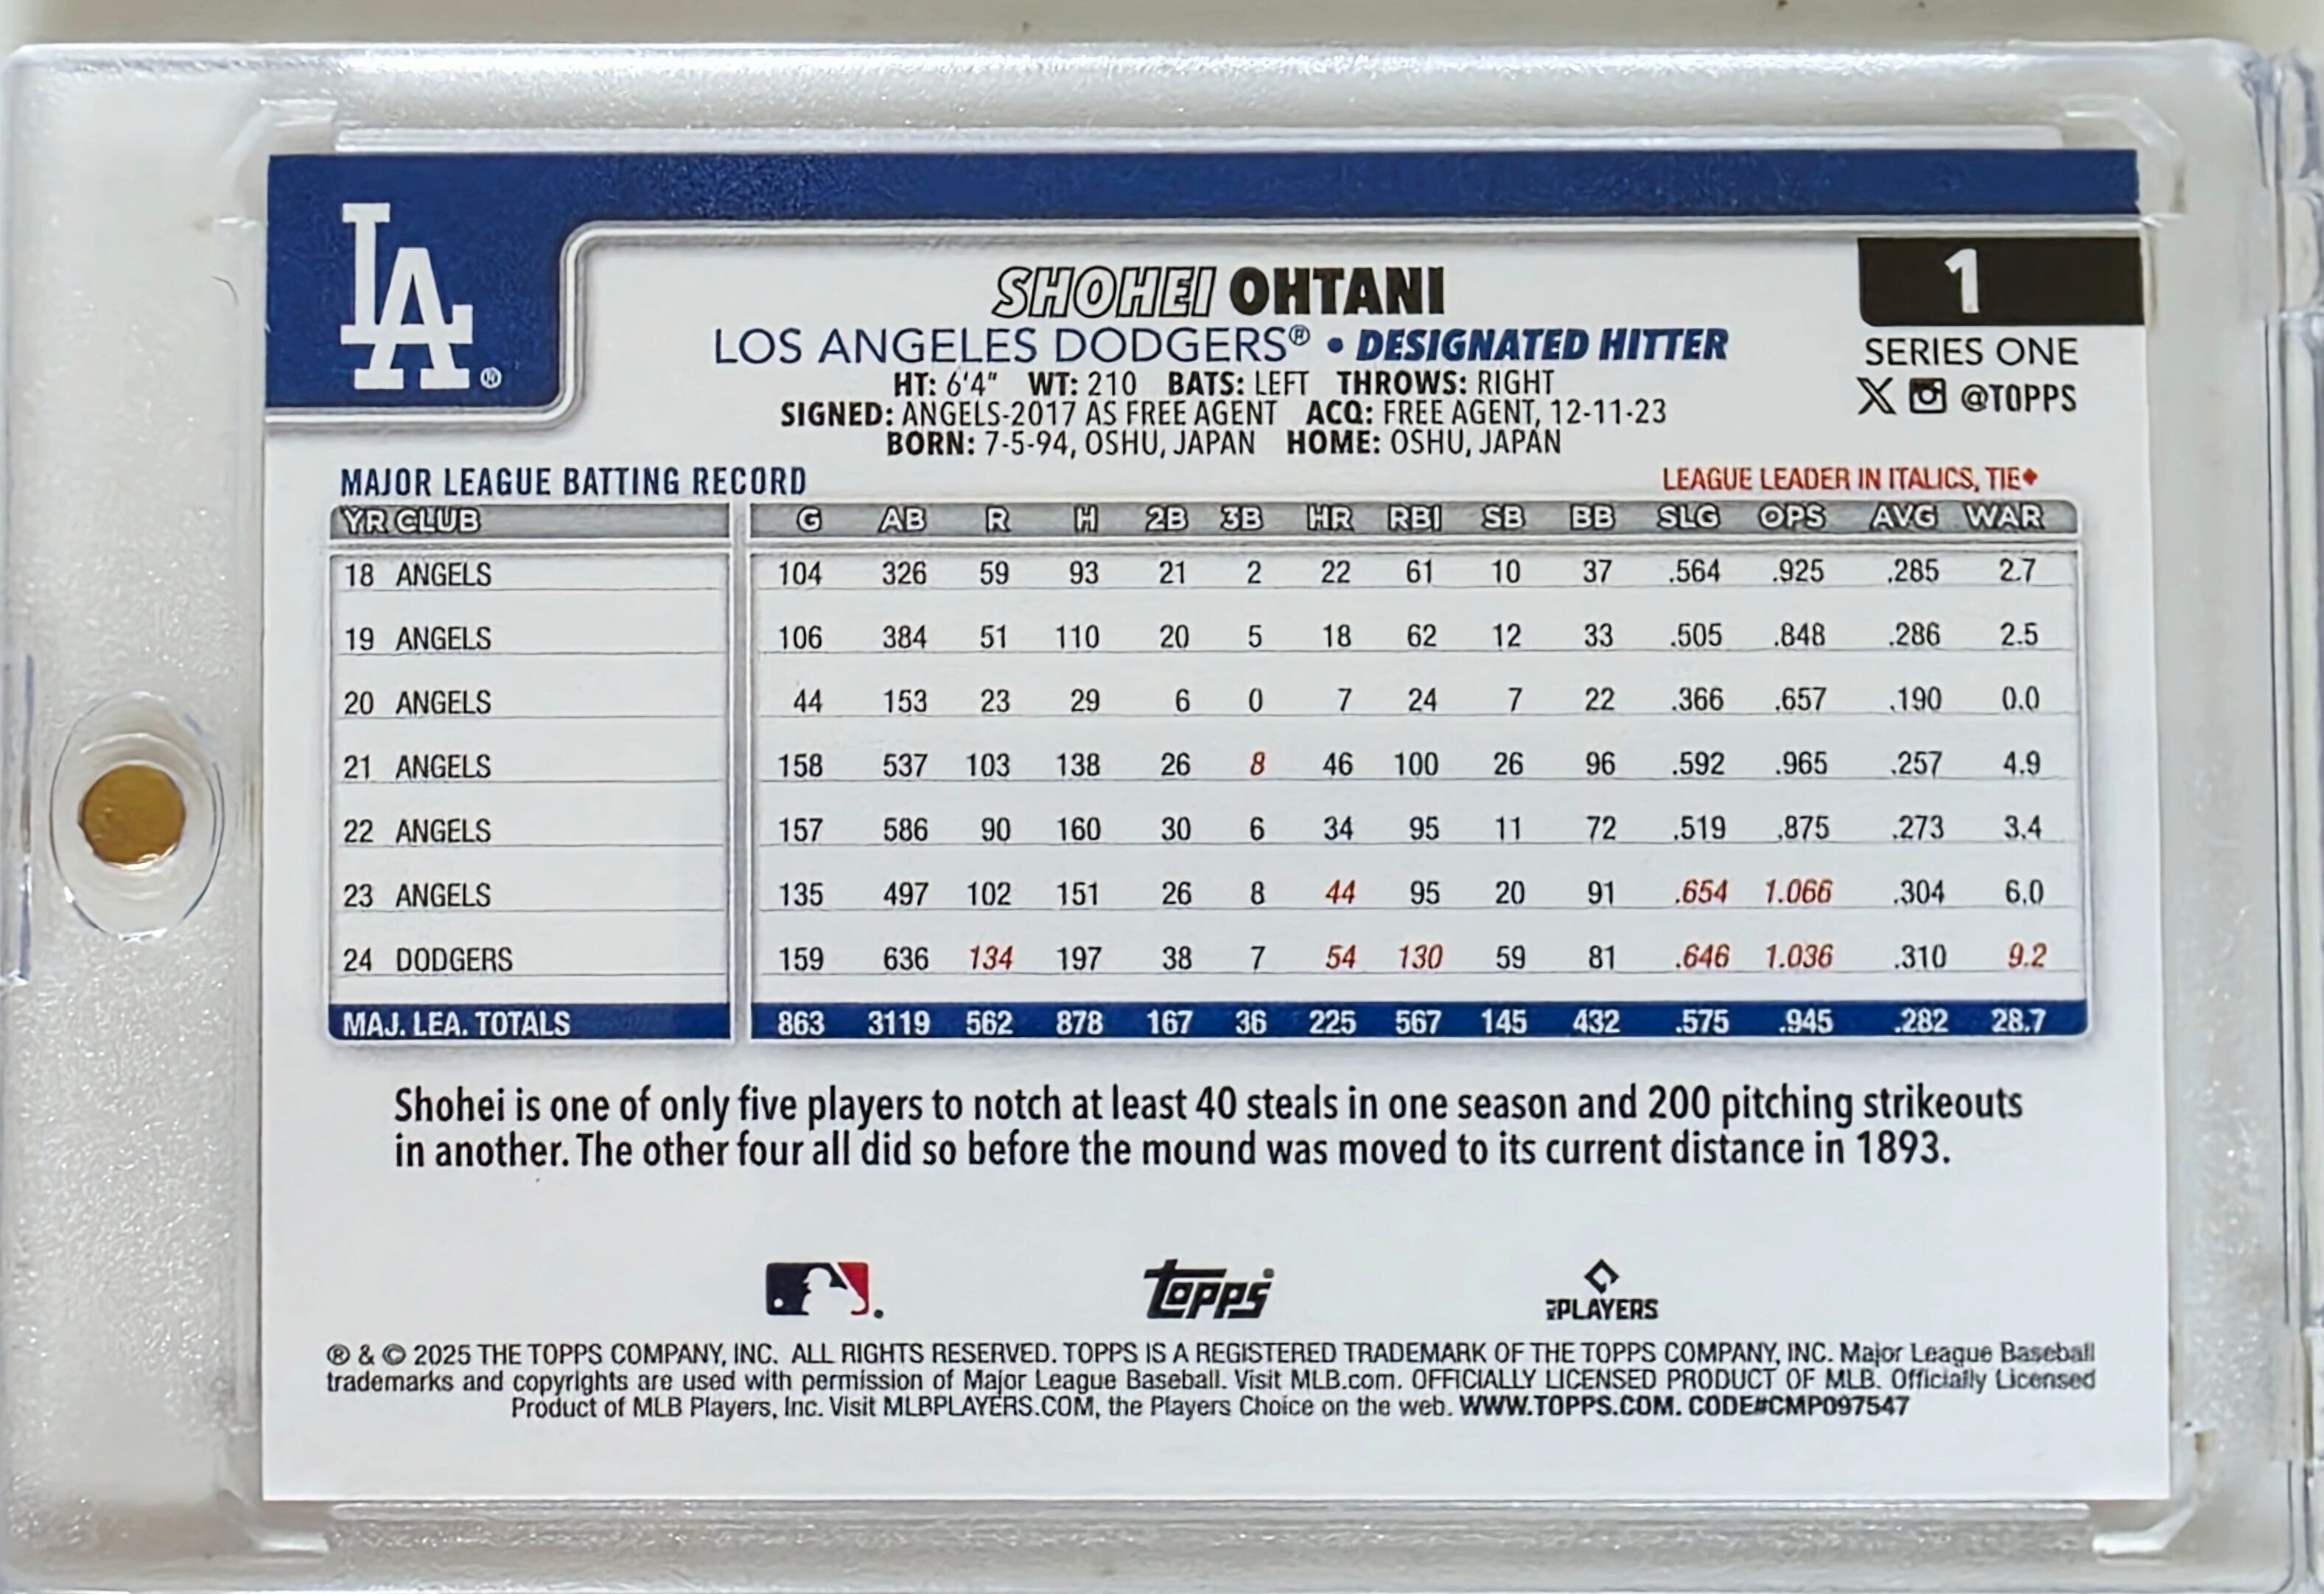 LA®
SHOHEI OHTANI
1
LOS ANGELES DODGERS® • DESIGNATED HITTER
SERIES ONE
HT: 6'4" WT: 210 BATS: LEFT THROWS: RIGHT
@TOPPS
SIGNED: ANGELS-2017 AS FREE AGENT ACQ: FREE AGENT, 12-11-23
BORN: 7-5-94, OSHU, JAPAN HOME: OSHU, JAPAN
MAJOR LEAGUE BATTING RECORD LEAGUE LEADER IN ITALICS, TIE♦
YR CLUB G AB R H 2B 3B HR RBI SB BB SLG OPS AVG WAR
18 ANGELS 104 326 59 93 21 2 22 61 10 37 .564 .925 .285 2.7
19 ANGELS 106 384 51 110 20 5 18 62 12 33 .505 .848 .286 2.5
20 ANGELS 44 153 23 29 6 0 7 24 7 22 .366 .657 .190 0.0
21 ANGELS 158 537 103 138 26 8 46 100 26 96 .592 .965 .257 4.9
22 ANGELS 157 586 90 160 30 6 34 95 11 72 .519 .875 .273 3.4
23 ANGELS 135 497 102 151 26 8 44 95 20 91 .654 1.066 .304 6.0
24 DODGERS 159 636 134 197 38 7 54 130 59 81 .646 1.036 .310 9.2
MAJ. LEA. TOTALS 863 3119 562 878 167 36 225 567 145 432 .575 .945 .282 28.7
Shohei is one of only five players to notch at least 40 steals in one season and 200 pitching strikeouts
in another. The other four all did so before the mound was moved to its current distance in 1893.
topps
PLAYERS
® & © 2025 THE TOPPS COMPANY, INC. ALL RIGHTS RESERVED. TOPPS IS A REGISTERED TRADEMARK OF THE TOPPS COMPANY, INC. Major League Baseball
trademarks and copyrights are used with permission of Major League Baseball. Visit MLB.com. OFFICIALLY LICENSED PRODUCT OF MLB. Officially Licensed
Product of MLB Players, Inc. Visit MLBPLAYERS.COM, the Players Choice on the web. WWW.TOPPS.COM. CODE#CMP097547